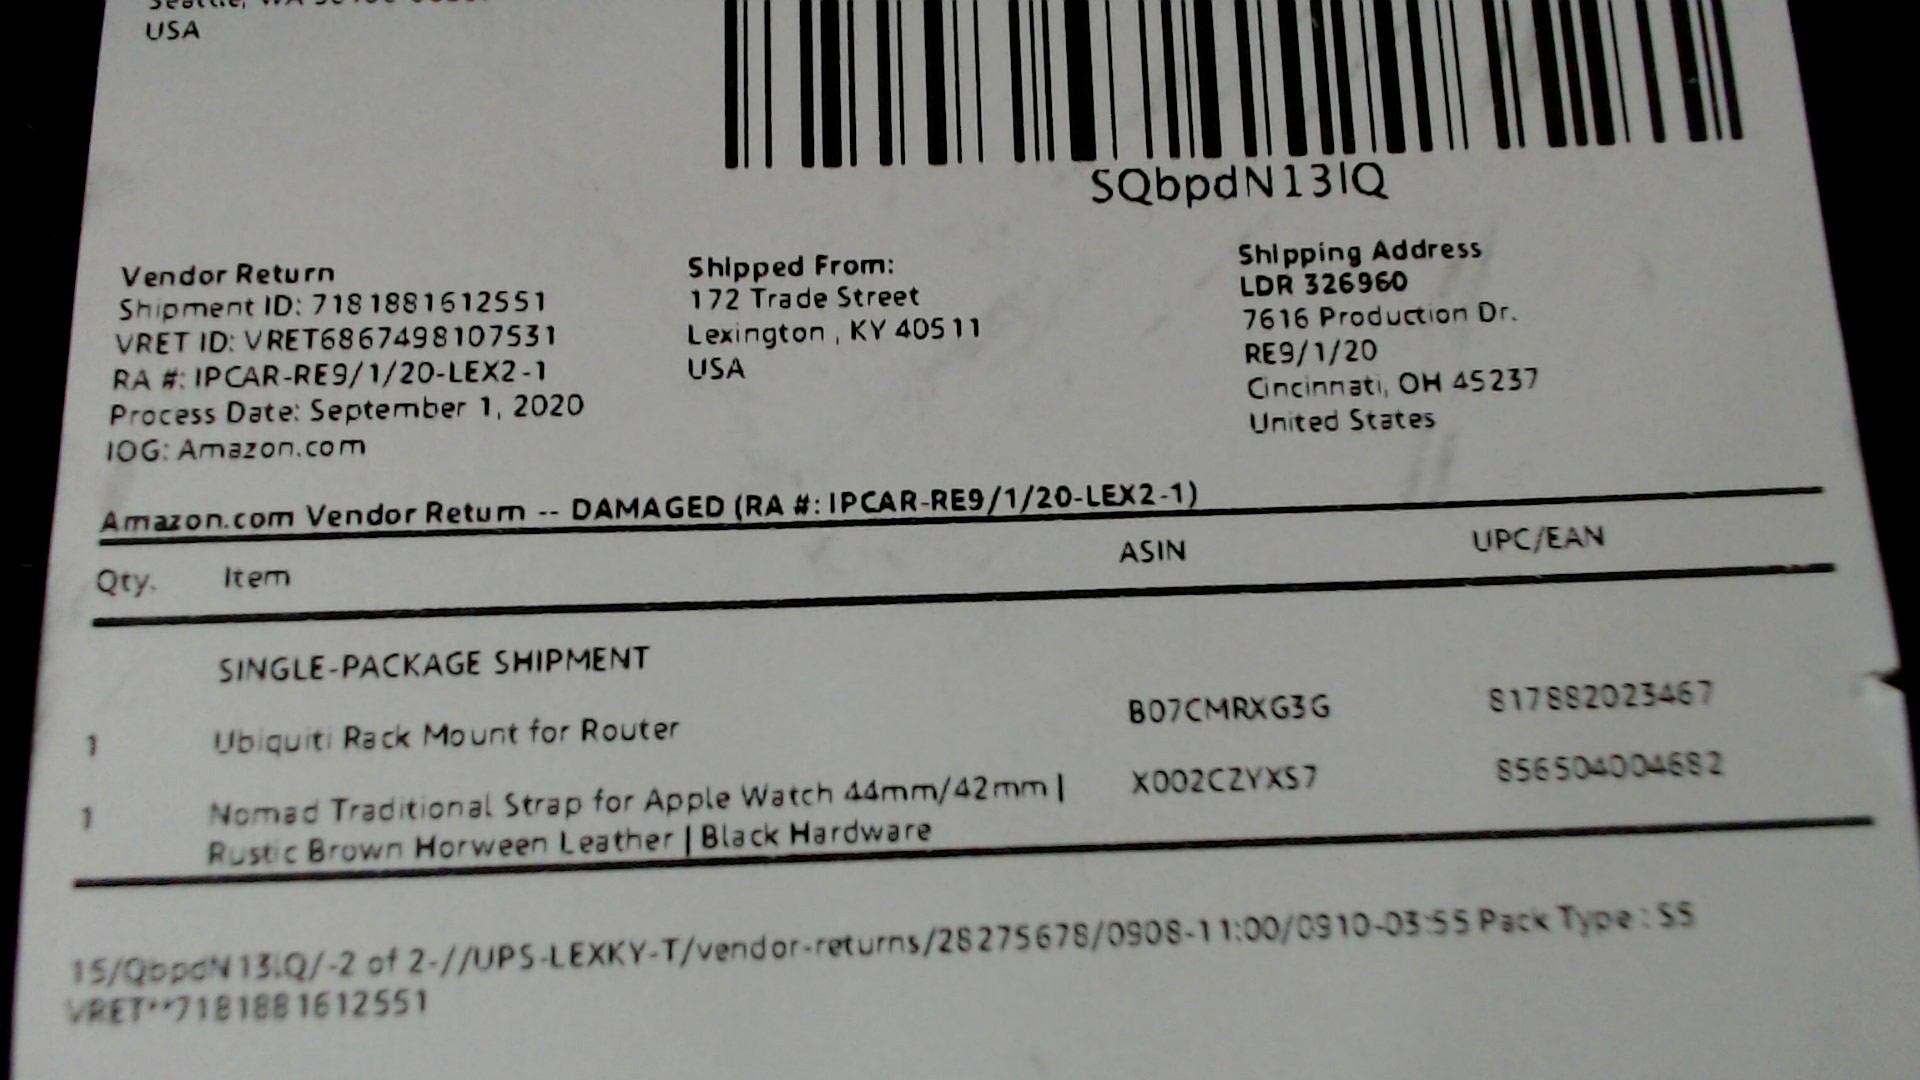 USA
SQbpdN13lQ
Vendor Return
Shipment ID: 7181881612551
VRET ID: VRET6867498107531
RA #: IPCAR-RE9/1/20-LEX2-1
Process Date: September 1, 2020
IOG: Amazon.com
Shipped From:
172 Trade Street
Lexington , KY 40511
USA
Shipping Address
LDR 326960
7616 Production Dr.
RE9/1/20
Cincinnati, OH 45237
United States
Amazon.com Vendor Return -- DAMAGED (RA #: IPCAR-RE9/1/20-LEX2-1)
Qty. Item ASIN UPC/EAN
SINGLE-PACKAGE SHIPMENT
1 Ubiquiti Rack Mount for Router B07CMRXG3G 817882023467
1 Nomad Traditional Strap for Apple Watch 44mm/42mm | X002CZYXS7 856504004682
Rustic Brown Horween Leather | Black Hardware
15/QbpdN13lQ/-2 of 2-//UPS-LEXKY-T/vendor-returns/28275678/0908-11:00/0910-03:55 Pack Type : S5
VRET**7181881612551